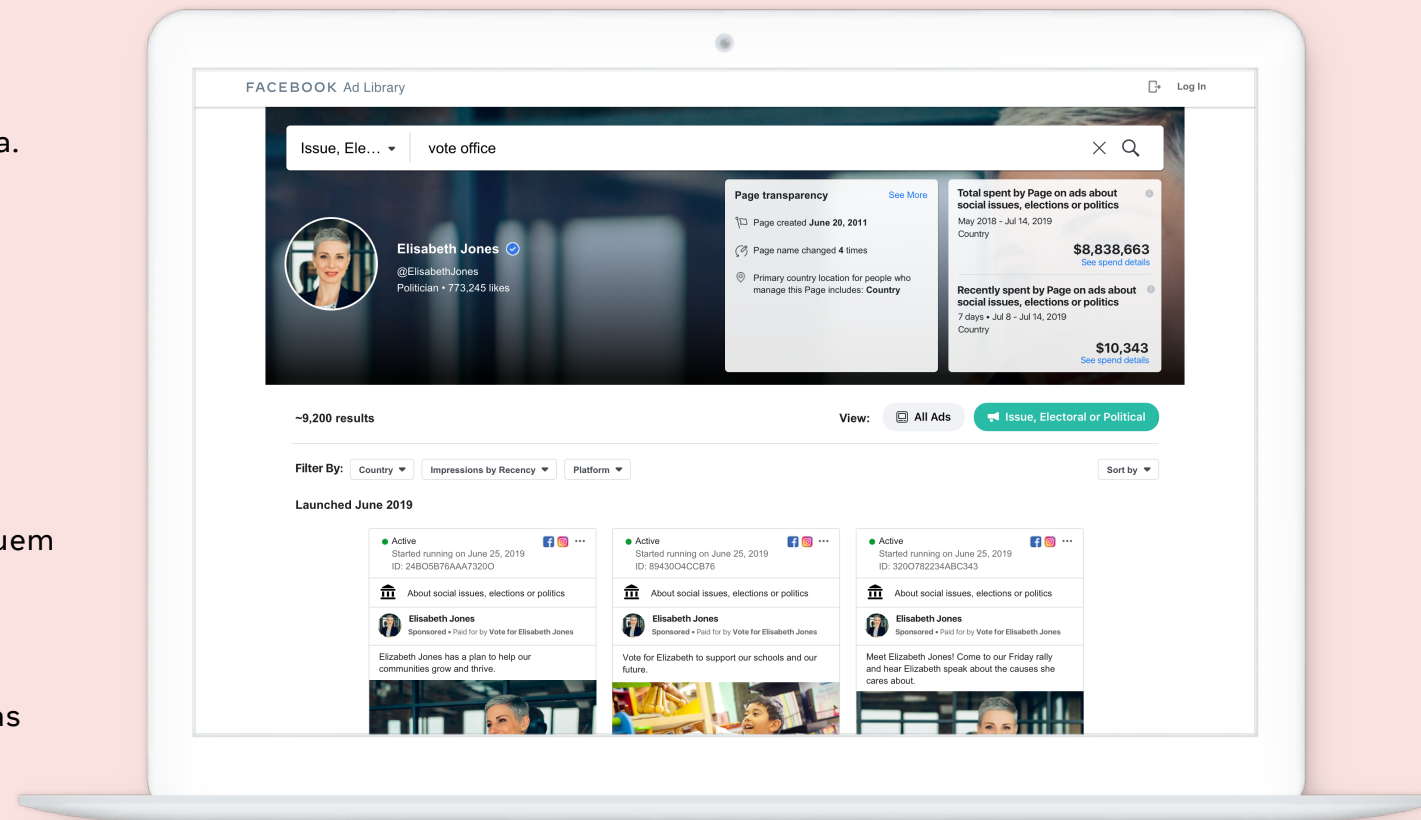 a.
uem
as
FACEBOOK Ad Library
Log In
Issue, Ele...
vote office
Elisabeth Jones
@ElisabethJones
Politician • 773,245 likes
Page transparency
See More
Page created June 20, 2011
Page name changed 4 times
Primary country location for people who
manage this Page includes: Country
Total spent by Page on ads about
social issues, elections or politics
May 2018 - Jul 14, 2019
Country
$8,838,663
See spend details
Recently spent by Page on ads about
social issues, elections or politics
7 days • Jul 8 - Jul 14, 2019
Country
$10,343
See spend details
~9,200 results
View:
All Ads
Issue, Electoral or Political
Filter By:
Country
Impressions by Recency
Platform
Sort by
Launched June 2019
Active
Started running on June 25, 2019
ID: 24BO5B76AAA7320O
About social issues, elections or politics
Elisabeth Jones
Sponsored • Paid for by Vote for Elisabeth Jones
Elizabeth Jones has a plan to help our
communities grow and thrive.
Active
Started running on June 25, 2019
ID: 89430O4CCB76
About social issues, elections or politics
Elisabeth Jones
Sponsored • Paid for by Vote for Elisabeth Jones
Vote for Elizabeth to support our schools and our
future.
Active
Started running on June 25, 2019
ID: 320O782234ABC343
About social issues, elections or politics
Elisabeth Jones
Sponsored • Paid for by Vote for Elisabeth Jones
Meet Elizabeth Jones! Come to our Friday rally
and hear Elizabeth speak about the causes she
cares about.